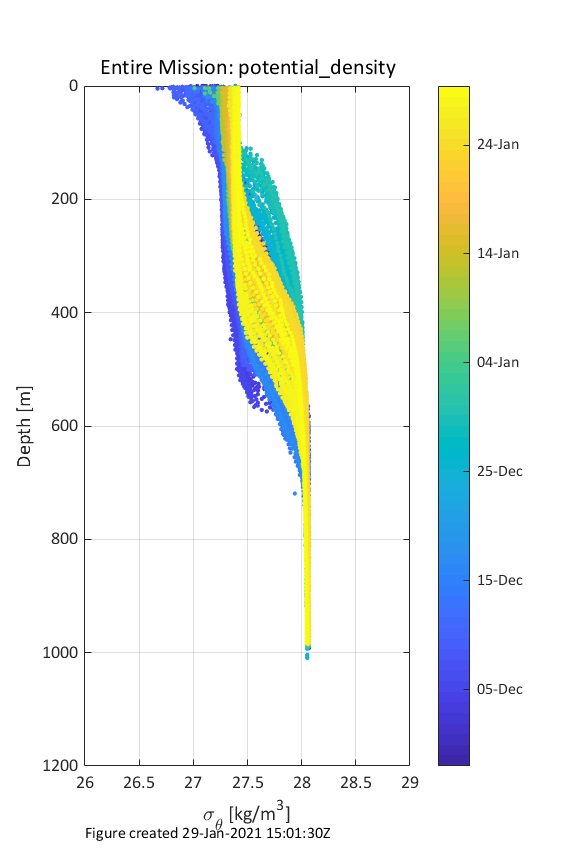 Entire Mission: potential_density
0
200
400
600
800
1000
1200
Depth [m]
26
26.5
27
27.5
28
28.5
29
σθ [kg/m³]
24-Jan
14-Jan
04-Jan
25-Dec
15-Dec
05-Dec
Figure created 29-Jan-2021 15:01:30Z